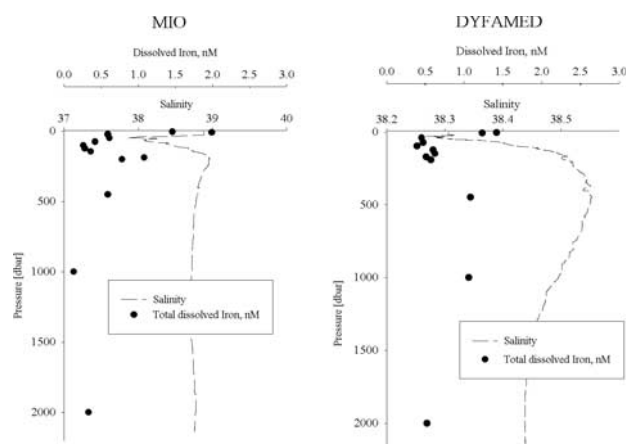 MIO
Dissolved Iron, nM
0.0 0.5 1.0 1.5 2.0 2.5 3.0
Salinity
37 38 39 40
0
500
1000
1500
2000
Pressure [dbar]
Salinity
Total dissolved Iron, nM
DYFAMED
Dissolved Iron, nM
0.0 0.5 1.0 1.5 2.0 2.5 3.0
Salinity
38.2 38.3 38.4 38.5
0
500
1000
1500
2000
Pressure [dbar]
Salinity
Total dissolved Iron, nM